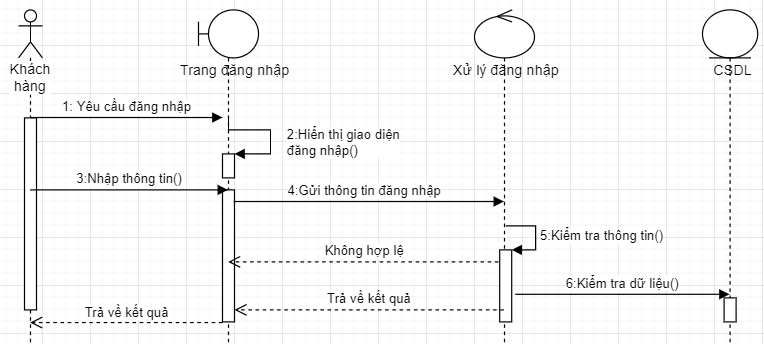 Khách
hàng
Trang đăng nhập
Xử lý đăng nhập
CSDL
1: Yêu cầu đăng nhập
2:Hiển thị giao diện
đăng nhập()
3:Nhập thông tin()
4:Gửi thông tin đăng nhập
5:Kiểm tra thông tin()
Không hợp lệ
6:Kiểm tra dữ liệu()
Trả về kết quả
Trả về kết quả